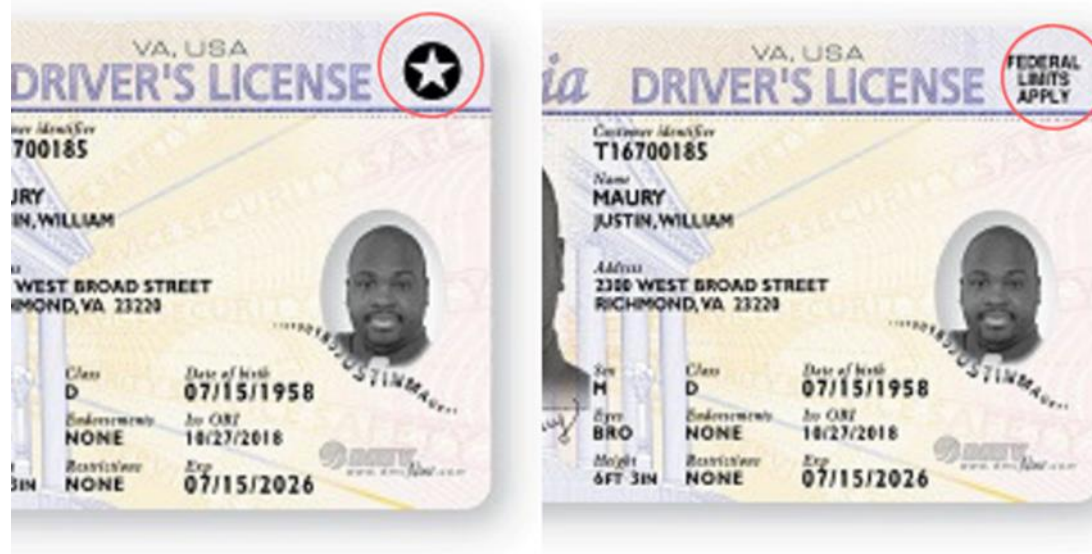 VA, USA
DRIVER'S LICENSE
700185
IN, WILLIAM
WEST BROAD STREET
MOND, VA 23220
Class
D
Date of birth
07/15/1958
Endorsements
NONE
Iss OBI
10/27/2018
Restrictions
NONE
Exp
07/15/2026
VA, USA
DRIVER'S LICENSE
FEDERAL
LIMITS
APPLY
Customer identifier
T16700185
Name
MAURY
JUSTIN, WILLIAM
Address
2300 WEST BROAD STREET
RICHMOND, VA 23220
Sex
M
Class
D
Date of birth
07/15/1958
Eyes
BRO
Endorsements
NONE
Iss OBI
10/27/2018
Height
6FT 3IN
Restrictions
NONE
Exp
07/15/2026